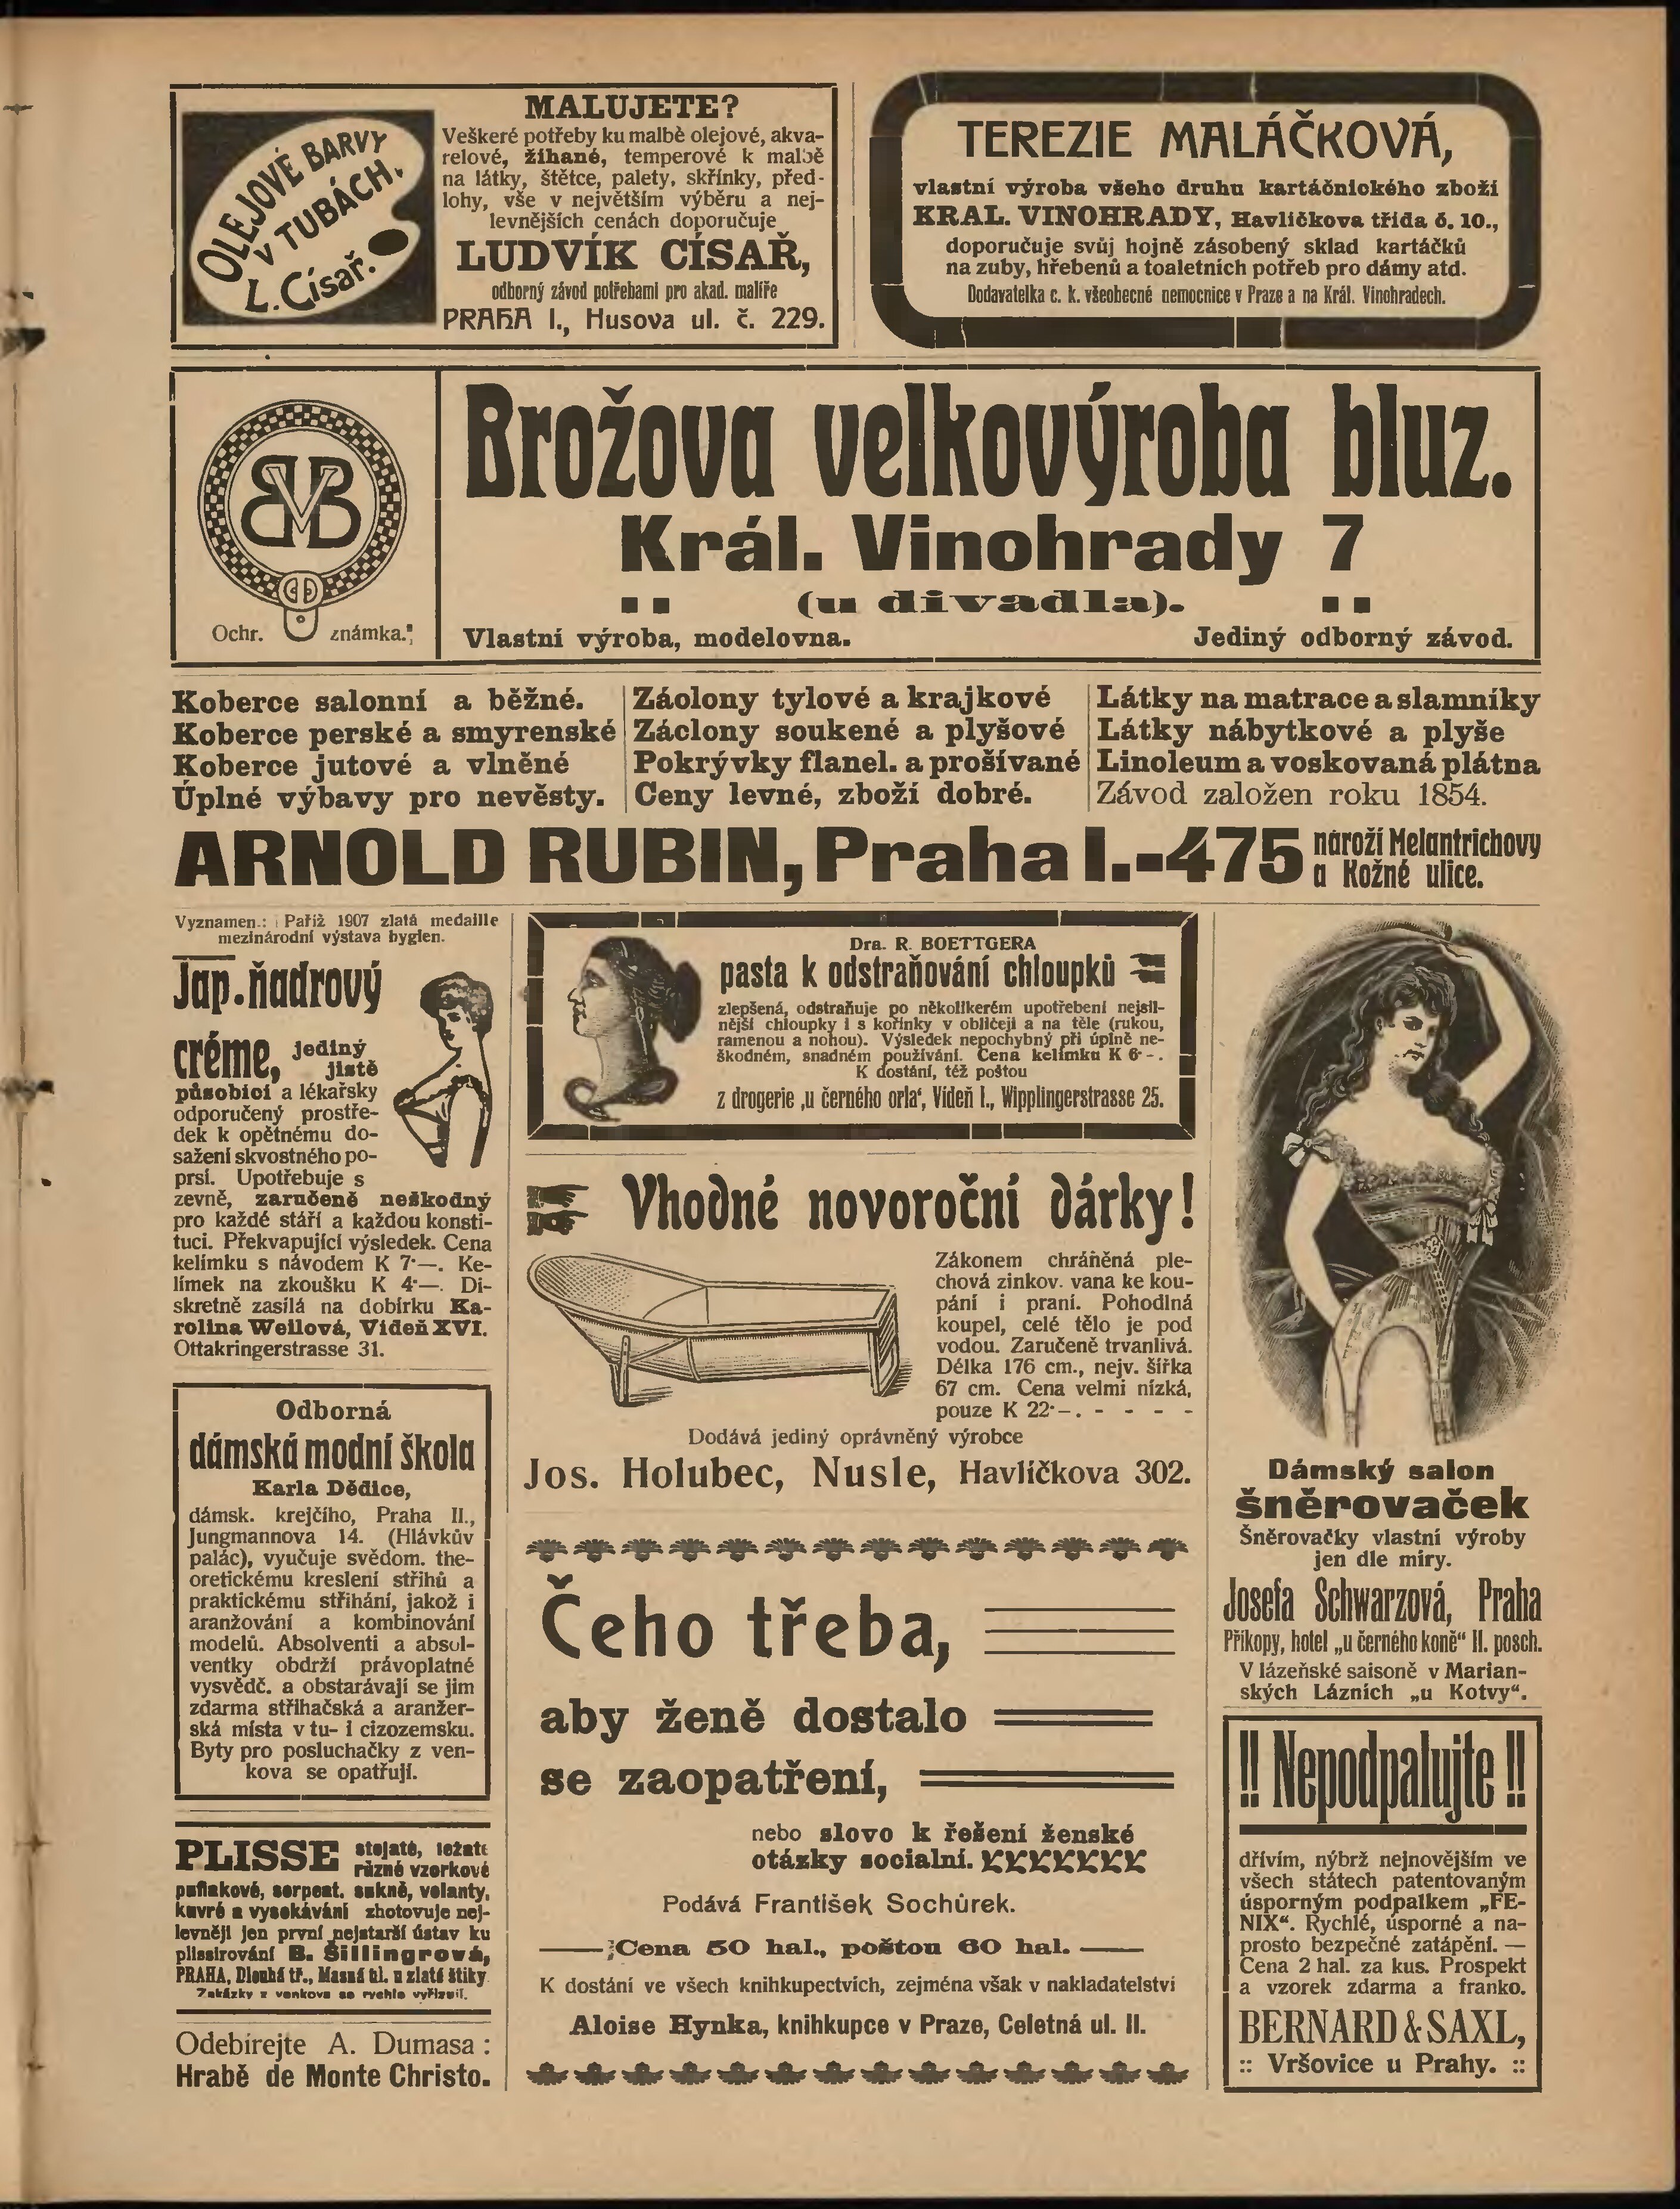 OLEJOVÉ BARVY
v TUBÁCH.
L. Císař.
MALUJETE?
Veškeré potřeby ku malbě olejové, akva-
relové, žíhané, temperové k malbě
na látky, štětce, palety, skřínky, před-
lohy, vše v největším výběru a nej-
levnějších cenách doporučuje
LUDVÍK CÍSAŘ,
odborný závod potřebami pro akad. malíře
PRAHA I., Husova ul. č. 229.
TEREZIE MALÁČKOVÁ,
vlastní výroba všeho druhu kartáčnického zboží
KRAL. VINOHRADY, Havlíčkova třída č. 10.,
doporučuje svůj hojně zásobený sklad kartáčků
na zuby, hřebenů a toaletních potřeb pro dámy atd.
Dodavatelka c. k. všeobecné nemocnice v Praze a na Král. Vinohradech.
BVB
Ochr. známka.
Brožova velkovýroba bluz.
Král. Vinohrady 7
(u divadla).
Vlastní výroba, modelovna. Jediný odborný závod.
Koberce salonní a běžné.
Koberce perské a smyrenské
Koberce jutové a vlněné
Úplné výbavy pro nevěsty.
Záolony tylové a krajkové
Záclony soukené a plyšové
Pokrývky flanel. a prošívané
Ceny levné, zboží dobré.
Látky na matrace a slamníky
Látky nábytkové a plyše
Linoleum a voskovaná plátna
Závod založen roku 1854.
ARNOLD RUBIN, Praha I.-475 nároží Melantrichovy
a Kožné ulice.
Vyznamen.: Paříž 1907 zlatá medaille
mezinárodní výstava hygien.
Jap. ňadrový
créme, jediný
jistě
působící a lékařsky
odporučený prostře-
dek k opětnému do-
sažení skvostného po-
prsí. Upotřebuje s
zevně, zaručeně neškodný
pro každé stáří a každou konsti-
tuci. Překvapující výsledek. Cena
kelímku s návodem K 7·—. Ke-
límek na zkoušku K 4·—. Di-
skretně zasílá na dobírku Ka-
rolina Weilová, Vídeň XVI.
Ottakringerstrasse 31.
Odborná
dámská modní škola
Karla Dědice,
dámsk. krejčího, Praha II.,
Jungmannova 14. (Hlávkův
palác), vyučuje svědom. the-
oretickému kreslení střihů a
praktickému střihání, jakož i
aranžování a kombinování
modelů. Absolventi a absol-
ventky obdrží právoplatné
vysvědč. a obstarávají se jim
zdarma střihačská a aranžer-
ská místa v tu- i cizozemsku.
Byty pro posluchačky z ven-
kova se opatřují.
PLISSE stojaté, ležaté
různé vzorkové
pařiakové, serpent. sukně, volanty,
kuvré a vysekávání zhotovuje nej-
levněji jen první nejstarší ústav ku
plissirování B. Šillingrová,
PRAHA, Dlouhá tř., Masná ul. u zlaté štiky
Zakázky z venkova se rychle vyřizují.
Odebírejte A. Dumasa:
Hrabě de Monte Christo.
Dra. R. BOETTGERA
pasta k odstraňování chloupků
zlepšená, odstraňuje po několikerém upotřebení nejsil-
nější chloupky i s kořínky v obličeji a na těle (rukou,
ramenou a nohou). Výsledek nepochybný při úplně ne-
škodném, snadném používání. Cena kelímku K 6·-.
K dostání, též poštou
z drogerie ‚u černého orla‘, Vídeň I., Wipplingerstrasse 25.
Vhodné novoroční dárky!
Zákonem chráněná ple-
chová zinkov. vana ke kou-
pání i praní. Pohodlná
koupel, celé tělo je pod
vodou. Zaručeně trvanlivá.
Délka 176 cm., nejv. šířka
67 cm. Cena velmi nízká,
pouze K 22·–. - - - -
Dodává jediný oprávněný výrobce
Jos. Holubec, Nusle, Havlíčkova 302.
Čeho třeba,
aby ženě dostalo
se zaopatření,
nebo slovo k řešení ženské
otázky socialní.
Podává František Sochůrek.
Cena 50 hal., poštou 60 hal.
K dostání ve všech knihkupectvích, zejména však v nakladatelství
Aloise Hynka, knihkupce v Praze, Celetná ul. 11.
Dámský salon
šněrovaček
Šněrovačky vlastní výroby
jen dle míry.
Josefa Schwarzová, Praha
Příkopy, hotel „u černého koně“ II. posch.
V lázeňské saisoně v Marian-
ských Lázních „u Kotvy“.
!! Nepodpalujte !!
dřívím, nýbrž nejnovějším ve
všech státech patentovaným
úsporným podpalkem „FE-
NIX“. Rychlé, úsporné a na-
prosto bezpečné zatápění. —
Cena 2 hal. za kus. Prospekt
a vzorek zdarma a franko.
BERNARD & SAXL,
:: Vršovice u Prahy. ::